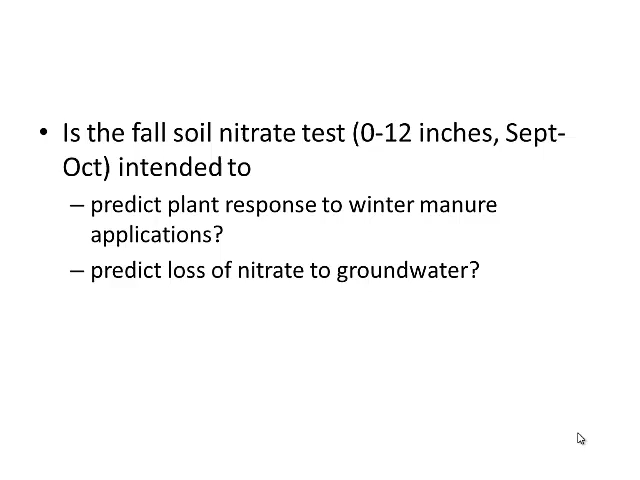 • Is the fall soil nitrate test (0-12 inches, Sept-
Oct) intended to
– predict plant response to winter manure
applications?
– predict loss of nitrate to groundwater?